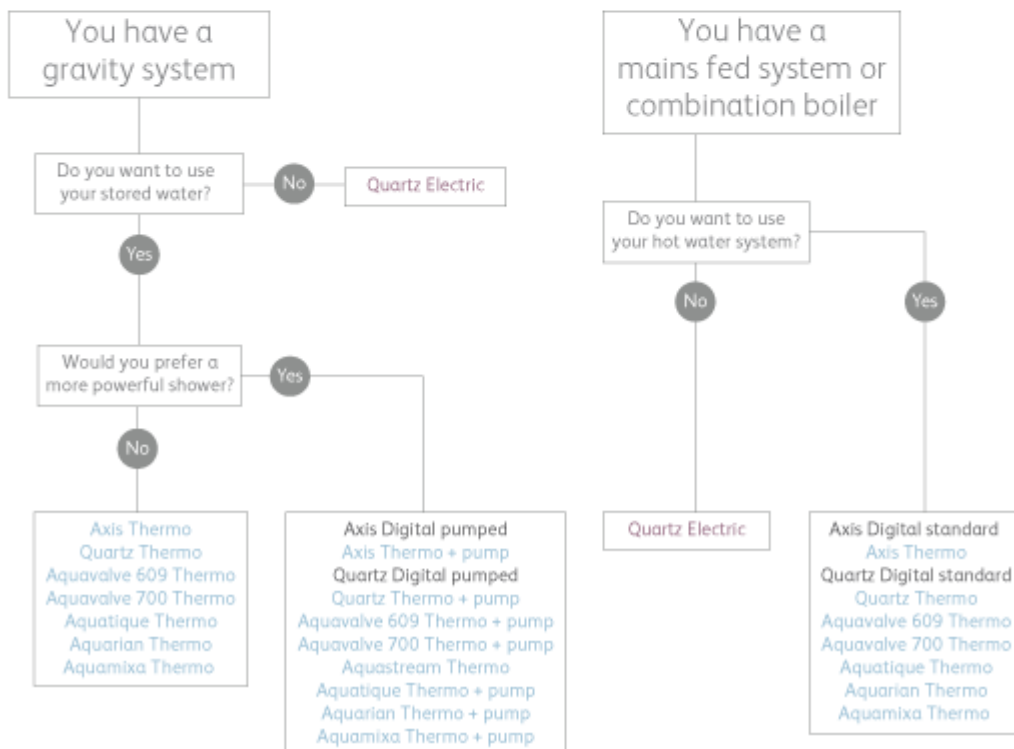 You have a
gravity system
Do you want to use
your stored water?
No
Quartz Electric
Yes
Would you prefer a
more powerful shower?
Yes
No
Axis Thermo
Quartz Thermo
Aquavalve 609 Thermo
Aquavalve 700 Thermo
Aquatique Thermo
Aquarian Thermo
Aquamixa Thermo
Axis Digital pumped
Axis Thermo + pump
Quartz Digital pumped
Quartz Thermo + pump
Aquavalve 609 Thermo + pump
Aquavalve 700 Thermo + pump
Aquastream Thermo
Aquatique Thermo + pump
Aquarian Thermo + pump
Aquamixa Thermo + pump
You have a
mains fed system or
combination boiler
Do you want to use
your hot water system?
No
Yes
Quartz Electric
Axis Digital standard
Axis Thermo
Quartz Digital standard
Quartz Thermo
Aquavalve 609 Thermo
Aquavalve 700 Thermo
Aquatique Thermo
Aquarian Thermo
Aquamixa Thermo